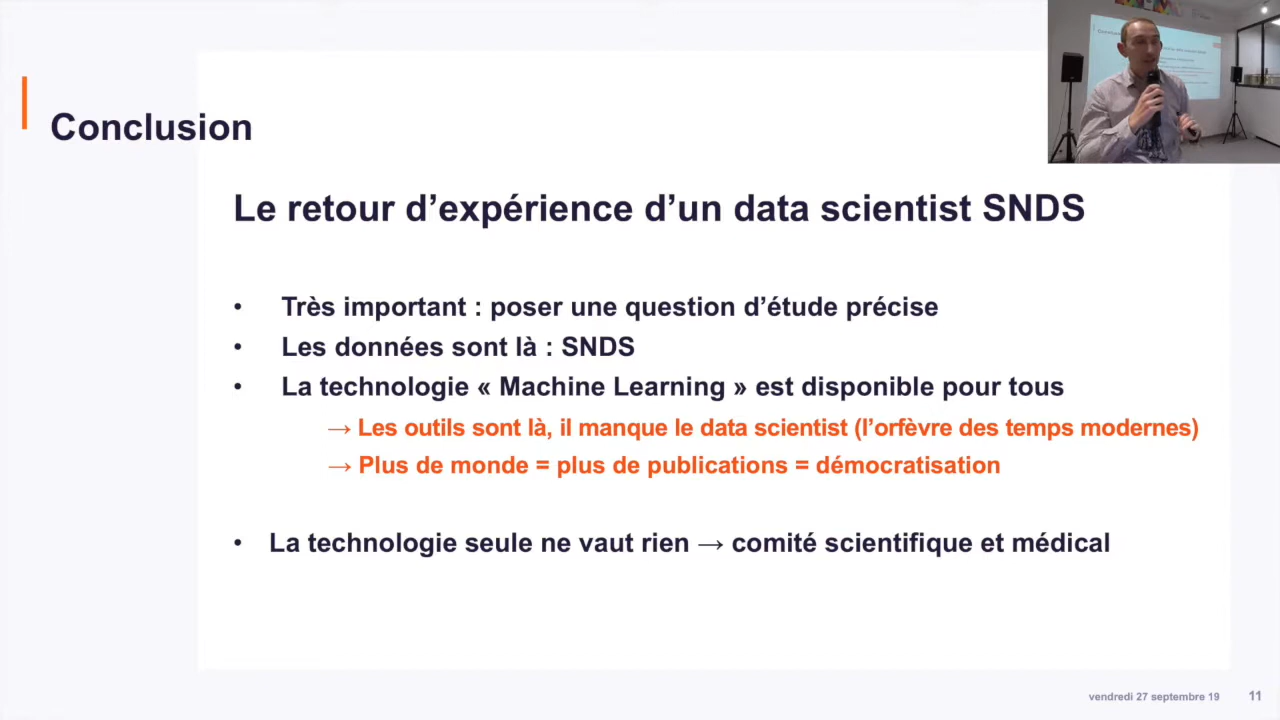 Conclusion
Le retour d’expérience d’un data scientist SNDS
• Très important : poser une question d’étude précise
• Les données sont là : SNDS
• La technologie « Machine Learning » est disponible pour tous
→ Les outils sont là, il manque le data scientist (l’orfèvre des temps modernes)
→ Plus de monde = plus de publications = démocratisation
• La technologie seule ne vaut rien → comité scientifique et médical
vendredi 27 septembre 19 11